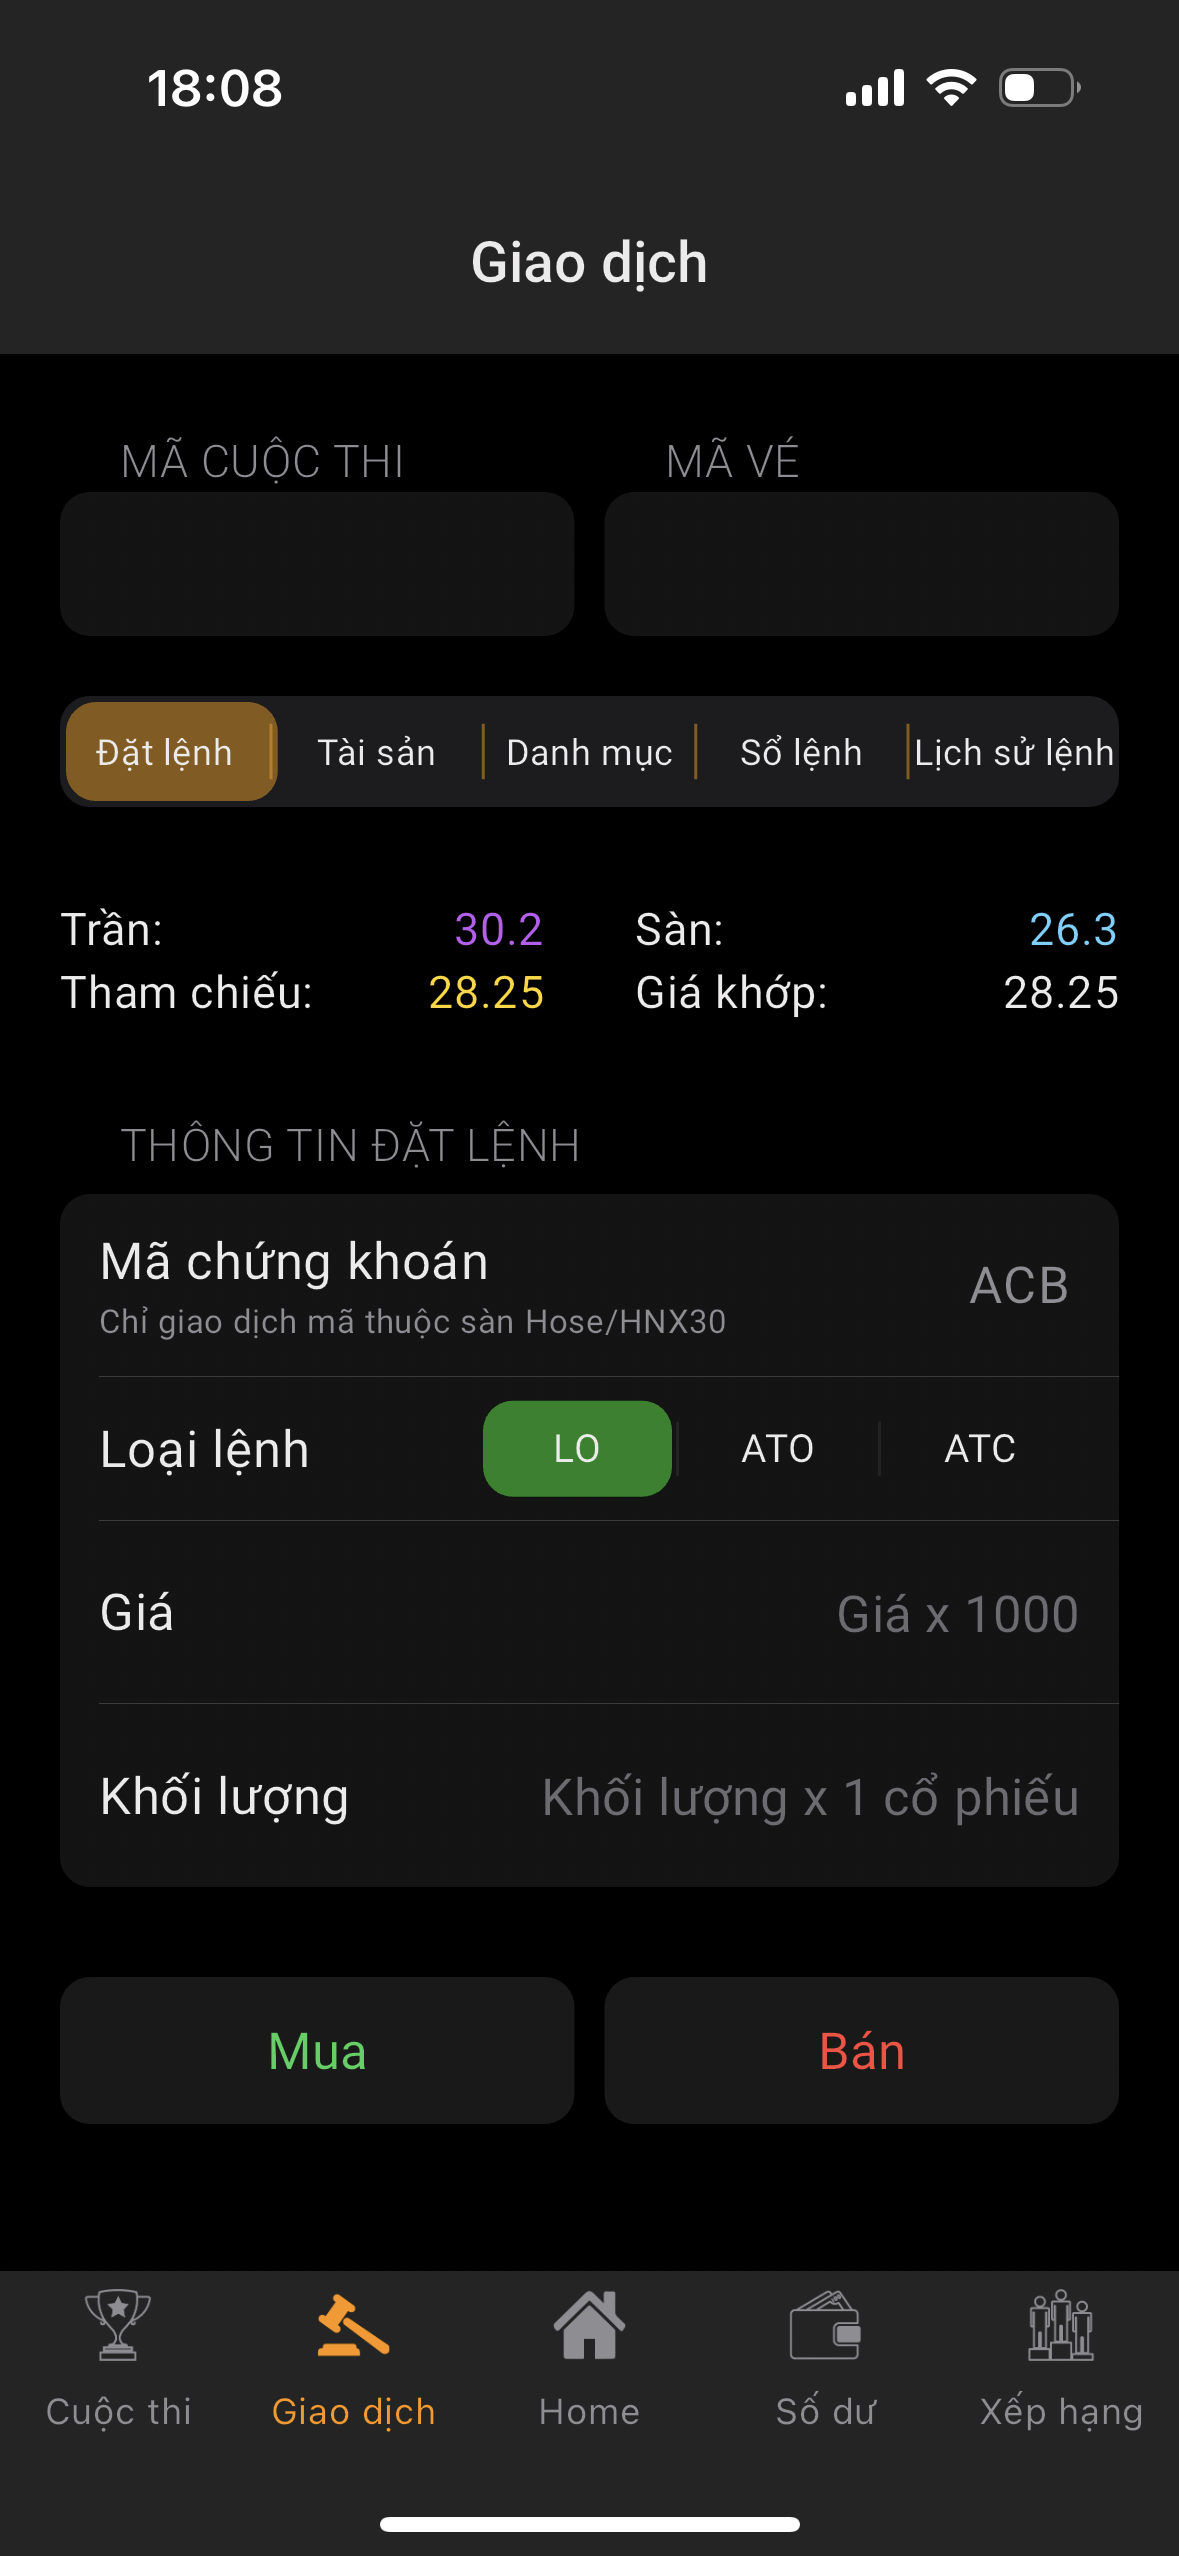 18:08
Giao dịch
MÃ CUỘC THI
MÃ VÉ
Đặt lệnh
Tài sản
Danh mục
Sổ lệnh
Lịch sử lệnh
Trần: 30.2
Sàn: 26.3
Tham chiếu: 28.25
Giá khớp: 28.25
THÔNG TIN ĐẶT LỆNH
Mã chứng khoán
Chỉ giao dịch mã thuộc sàn Hose/HNX30
ACB
Loại lệnh
LO
ATO
ATC
Giá
Giá x 1000
Khối lượng
Khối lượng x 1 cổ phiếu
Mua
Bán
Cuộc thi
Giao dịch
Home
Số dư
Xếp hạng